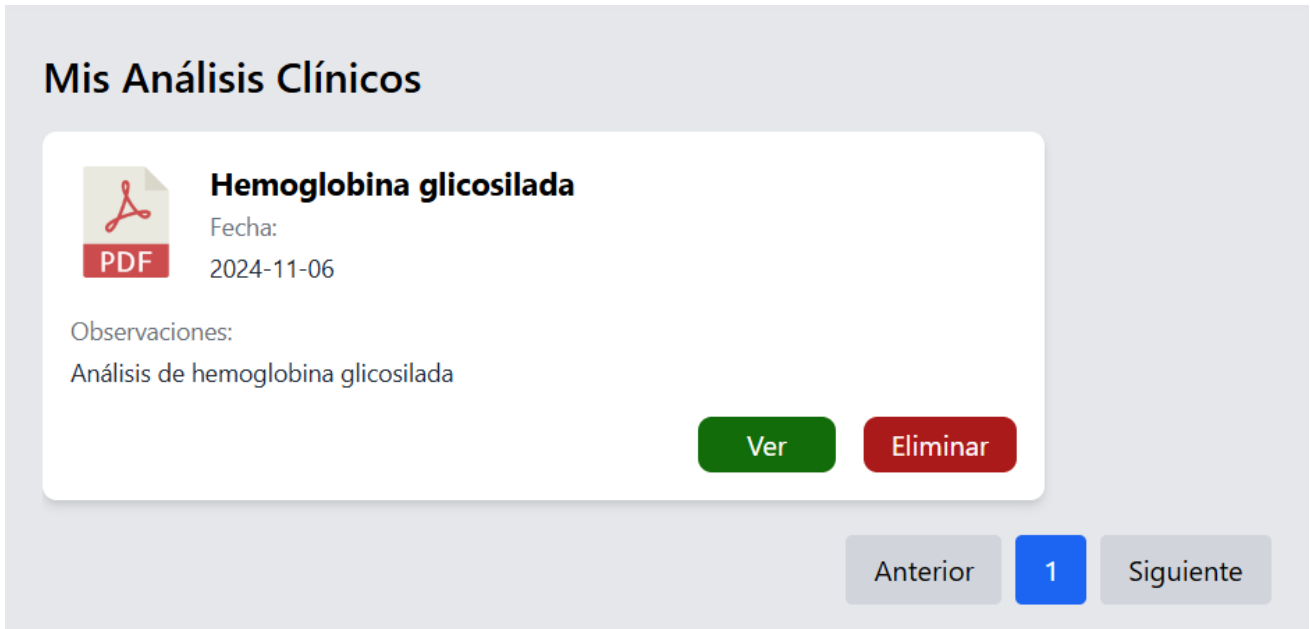 Mis Análisis Clínicos
Hemoglobina glicosilada
Fecha:
2024-11-06
PDF
Observaciones:
Análisis de hemoglobina glicosilada
Ver
Eliminar
Anterior
1
Siguiente